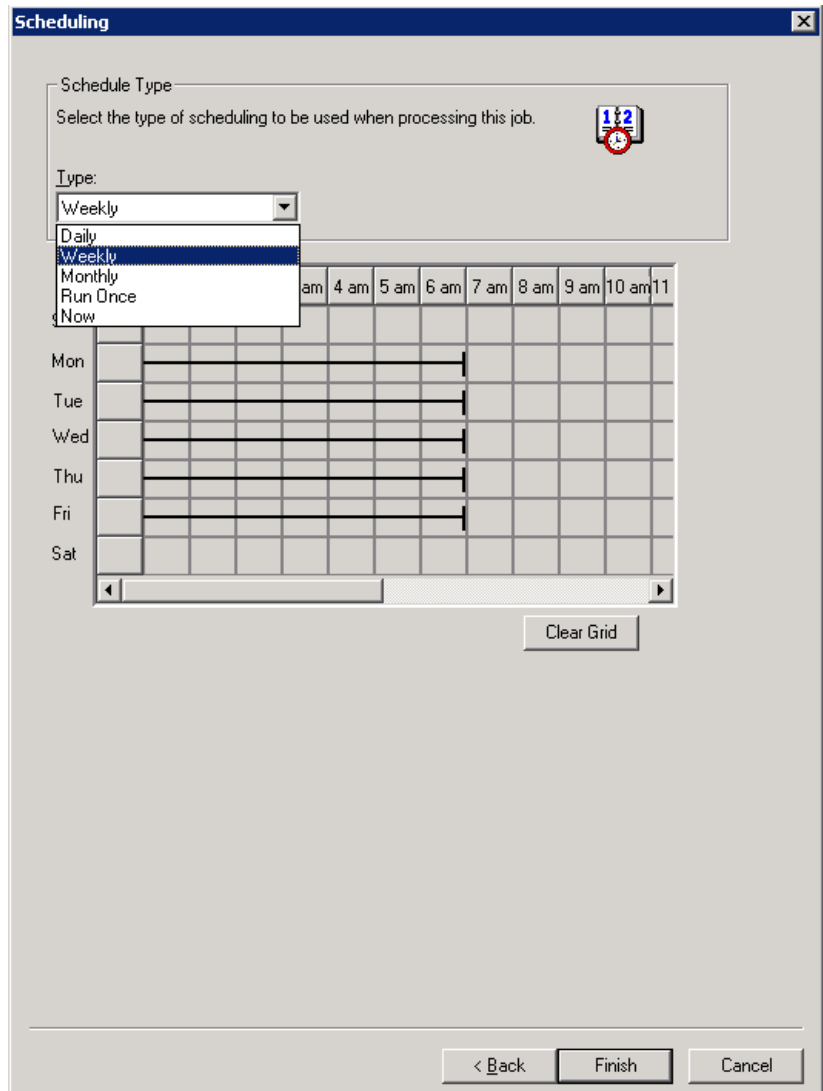 Scheduling
Schedule Type
Select the type of scheduling to be used when processing this job.
1 2
Type:
Weekly
Daily
Weekly
Monthly
Run Once
Now
am 4 am 5 am 6 am 7 am 8 am 9 am 10 am 11
Mon
Tue
Wed
Thu
Fri
Sat
Clear Grid
< Back Finish Cancel